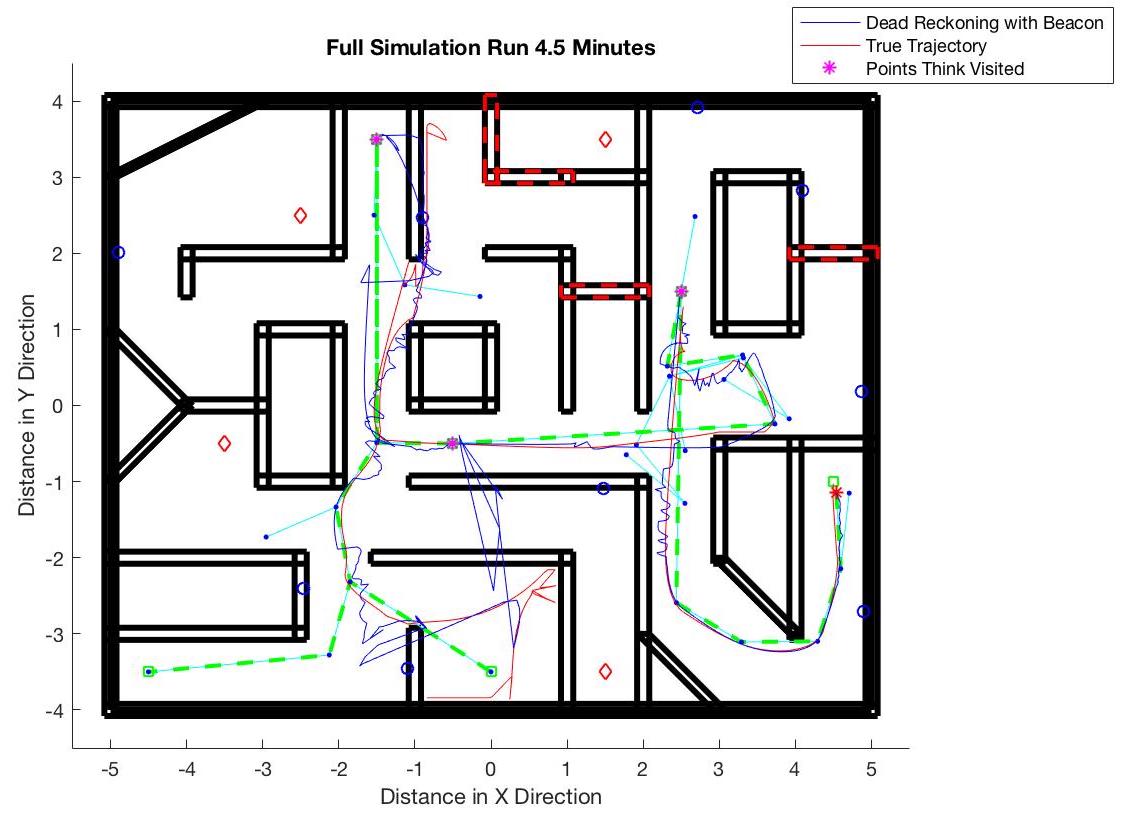 Full Simulation Run 4.5 Minutes
Dead Reckoning with Beacon
True Trajectory
Points Think Visited
Distance in Y Direction
4
3
2
1
0
-1
-2
-3
-4
-5 -4 -3 -2 -1 0 1 2 3 4 5
Distance in X Direction